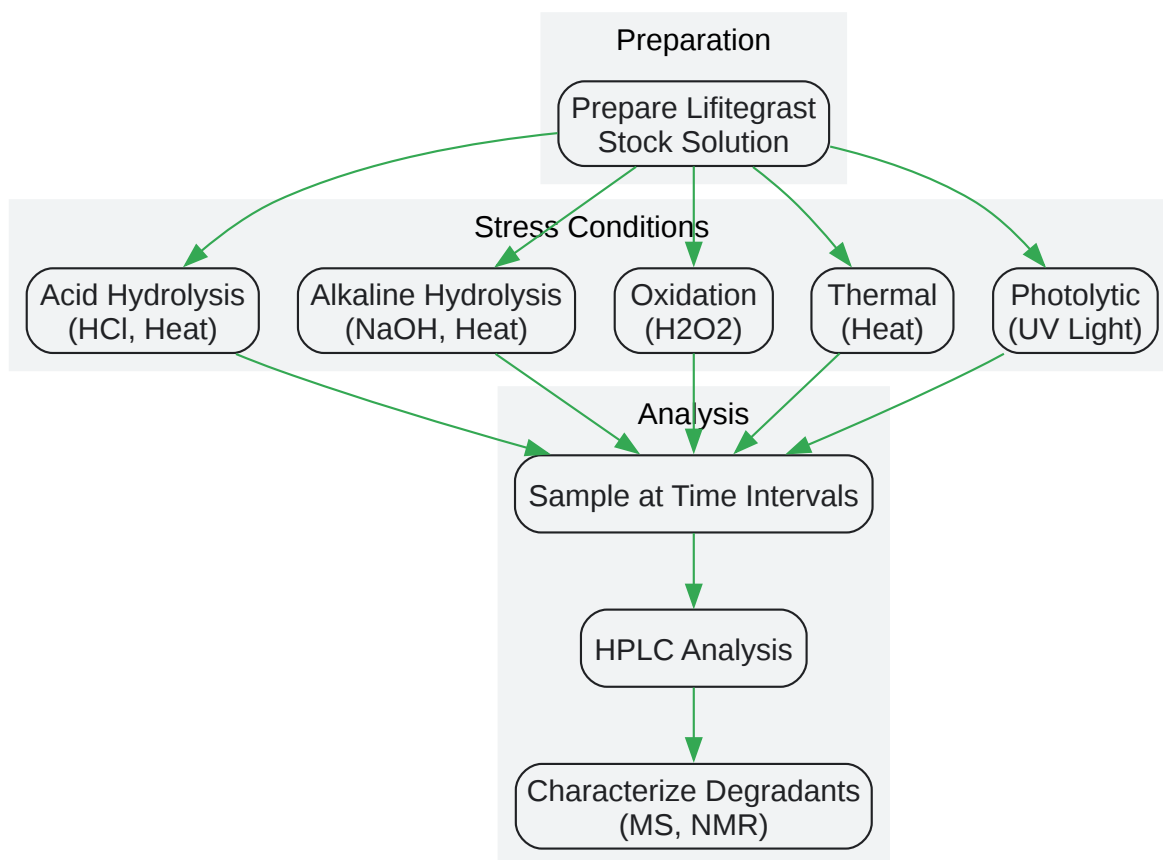 Preparation
Prepare Lifitegrast
Stock Solution
Stress Conditions
Acid Hydrolysis
(HCl, Heat)
Alkaline Hydrolysis
(NaOH, Heat)
Oxidation
(H2O2)
Thermal
(Heat)
Photolytic
(UV Light)
Analysis
Sample at Time Intervals
HPLC Analysis
Characterize Degradants
(MS, NMR)